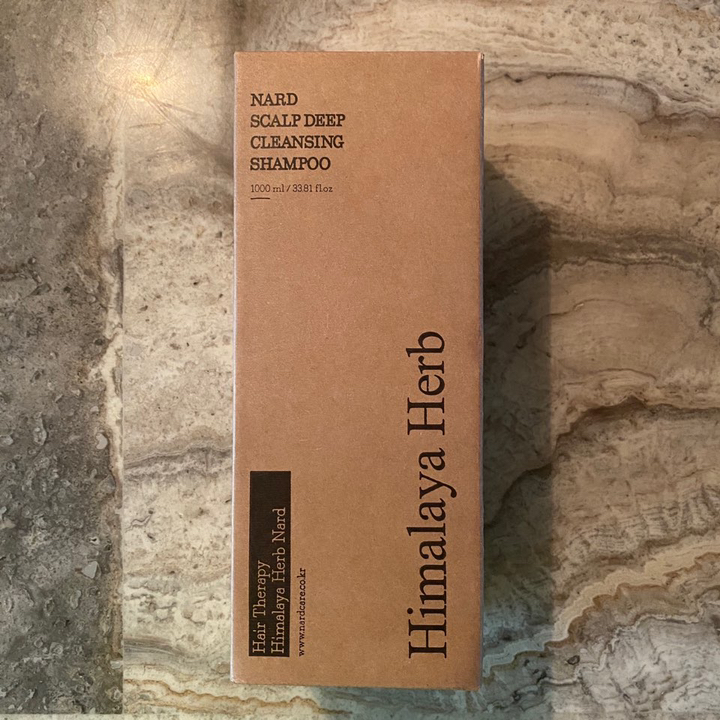 NARD
SCALP DEEP
CLEANSING
SHAMPOO
1000 ml / 33.81 fl oz
Himalaya Herb
Hair Therapy
Himalaya Herb Nard
www.nardcare.co.kr